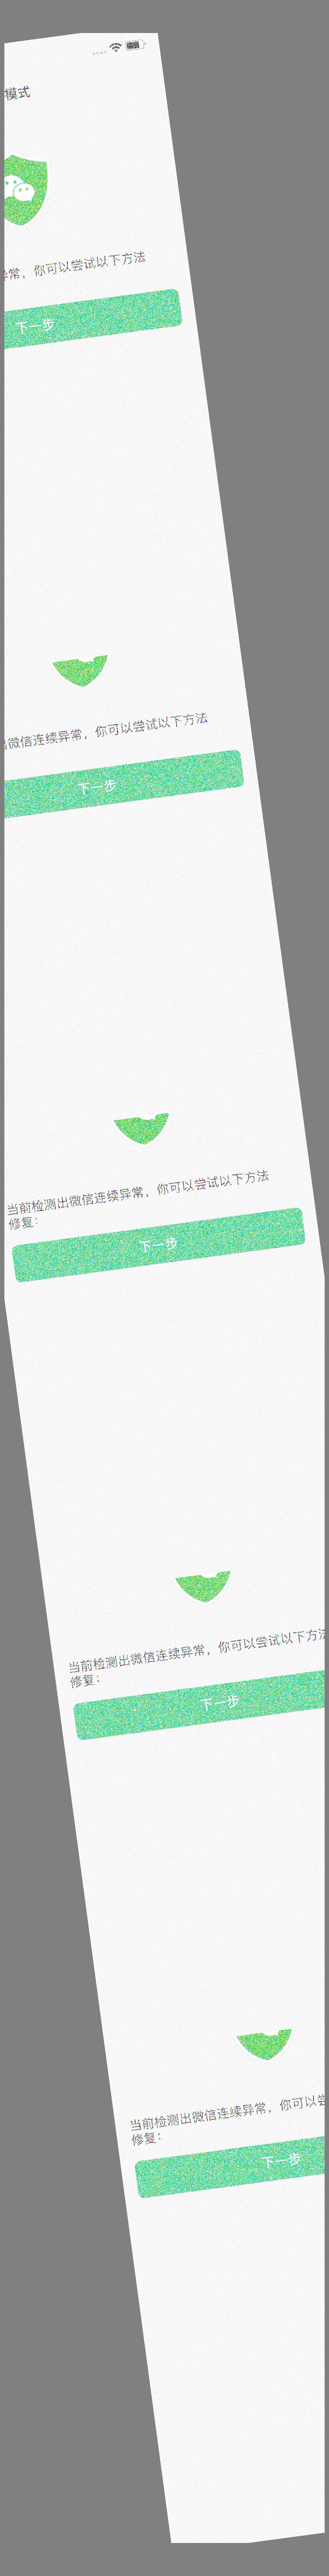 模式
常，你可以尝试以下方法
下一步
微信连续异常，你可以尝试以下方法
下一步
当前检测出微信连续异常，你可以尝试以下方法
修复：
下一步
当前检测出微信连续异常，你可以尝试以下方法
修复：
下一步
当前检测出微信连续异常，你可以尝
修复：
下一步